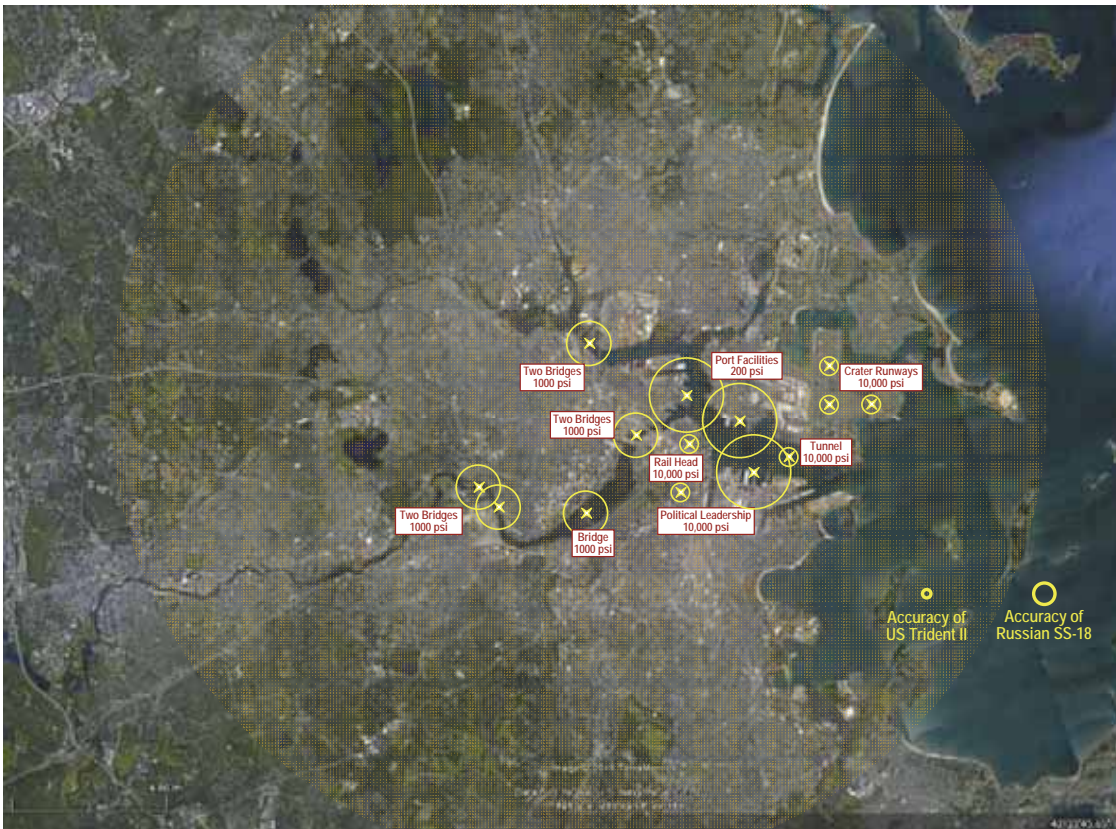 Port Facilities
200 psi
Two Bridges
1000 psi
Crater Runways
10,000 psi
Two Bridges
1000 psi
Rail Head
10,000 psi
Tunnel
10,000 psi
Two Bridges
1000 psi
Bridge
1000 psi
Political Leadership
10,000 psi
Accuracy of
US Trident II
Accuracy of
Russian SS-18